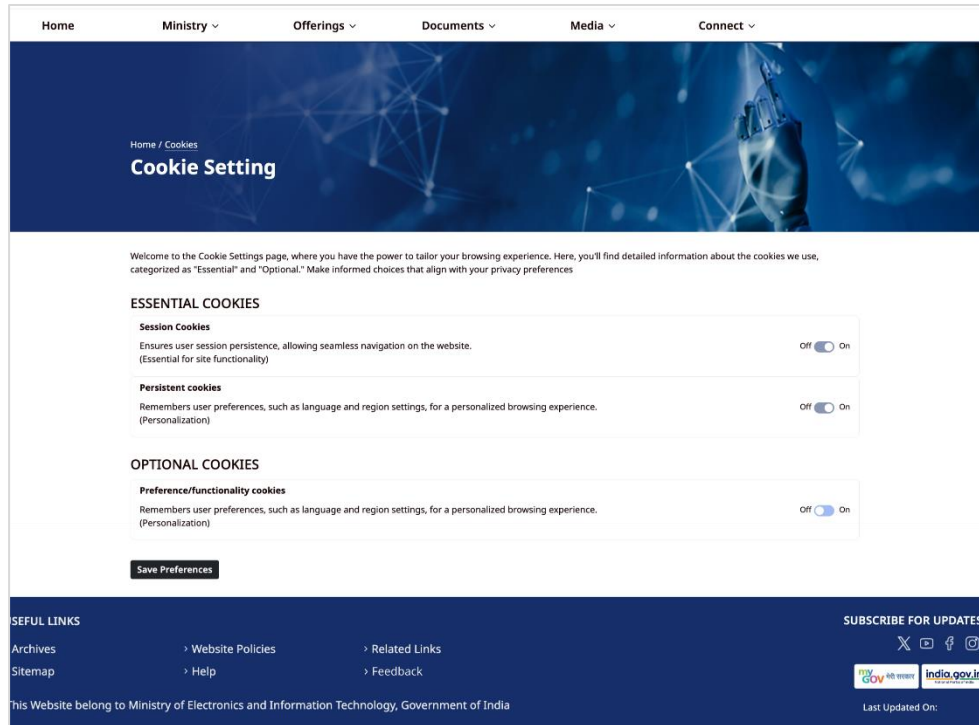 Home Ministry Offerings Documents Media Connect
Home / Cookies
Cookie Setting
Welcome to the Cookie Settings page, where you have the power to tailor your browsing experience. Here, you'll find detailed information about the cookies we use,
categorized as "Essential" and "Optional." Make informed choices that align with your privacy preferences
ESSENTIAL COOKIES
Session Cookies
Ensures user session persistence, allowing seamless navigation on the website.
(Essential for site functionality)
Off On
Persistent cookies
Remembers user preferences, such as language and region settings, for a personalized browsing experience.
(Personalization)
Off On
OPTIONAL COOKIES
Preference/functionality cookies
Remembers user preferences, such as language and region settings, for a personalized browsing experience.
(Personalization)
Off On
Save Preferences
SEFUL LINKS
Archives › Website Policies › Related Links
Sitemap › Help › Feedback
his Website belong to Ministry of Electronics and Information Technology, Government of India
SUBSCRIBE FOR UPDATES
my GOV मेरी सरकार
india.gov.in
Last Updated On: